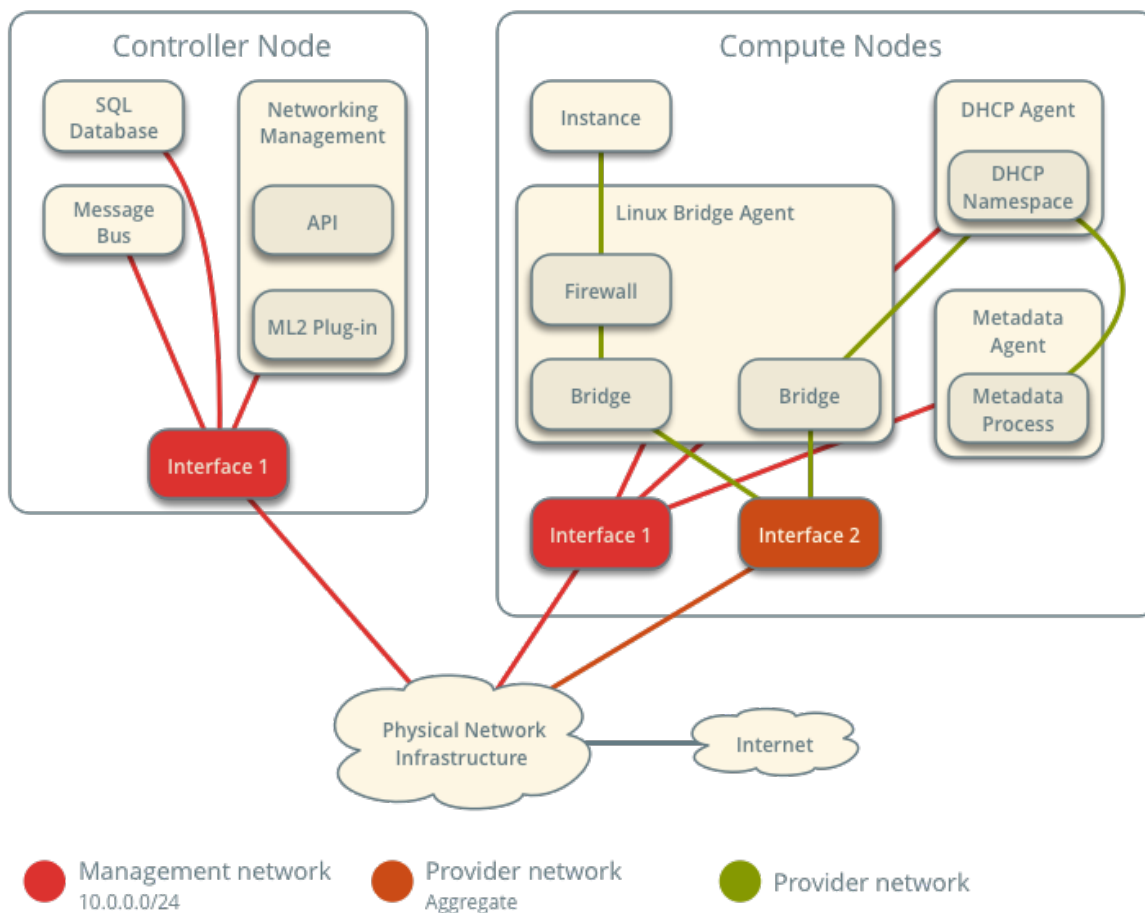 Controller Node
SQL
Database
Networking
Management
Message
Bus
API
ML2 Plug-in
Interface 1
Compute Nodes
Instance
DHCP Agent
DHCP
Namespace
Linux Bridge Agent
Firewall
Metadata
Agent
Bridge
Bridge
Metadata
Process
Interface 1
Interface 2
Physical Network
Infrastructure
Internet
Management network
10.0.0.0/24
Provider network
Aggregate
Provider network